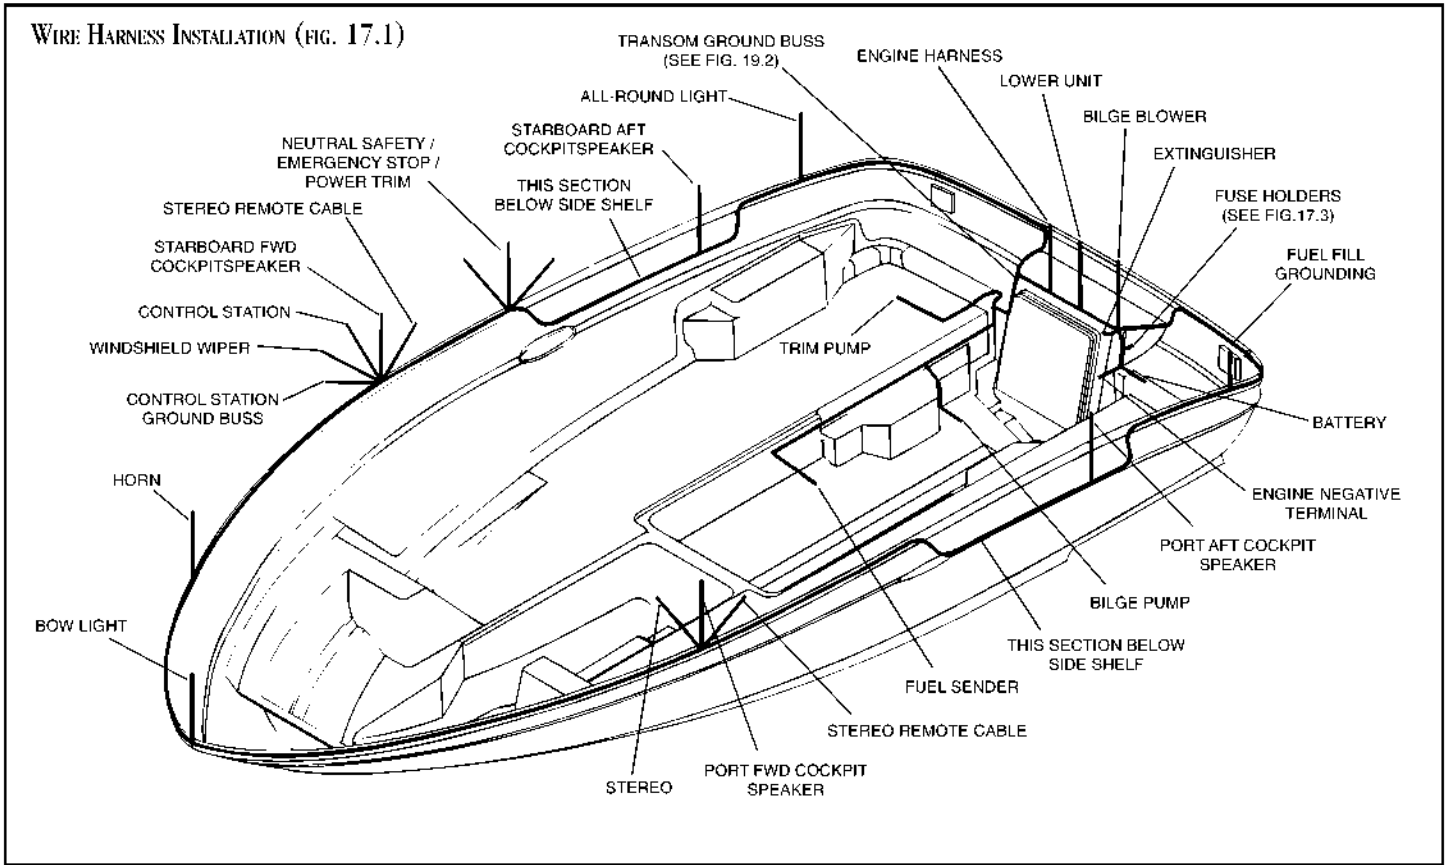 WIRE HARNESS INSTALLATION (FIG. 17.1)
TRANSOM GROUND BUSS
(SEE FIG. 19.2)
ENGINE HARNESS
LOWER UNIT
ALL-ROUND LIGHT
BILGE BLOWER
STARBOARD AFT
COCKPITSPEAKER
NEUTRAL SAFETY /
EMERGENCY STOP /
POWER TRIM
EXTINGUISHER
THIS SECTION
BELOW SIDE SHELF
FUSE HOLDERS
(SEE FIG.17.3)
STEREO REMOTE CABLE
STARBOARD FWD
COCKPITSPEAKER
FUEL FILL
GROUNDING
CONTROL STATION
WINDSHIELD WIPER
TRIM PUMP
CONTROL STATION
GROUND BUSS
BATTERY
HORN
ENGINE NEGATIVE
TERMINAL
PORT AFT COCKPIT
SPEAKER
BILGE PUMP
BOW LIGHT
THIS SECTION BELOW
SIDE SHELF
FUEL SENDER
STEREO REMOTE CABLE
PORT FWD COCKPIT
SPEAKER
STEREO